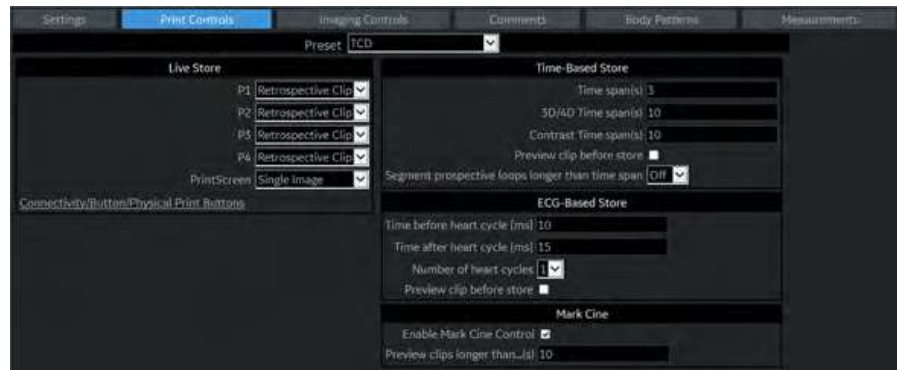 Settings Print Controls Imaging Controls Comments Body Patterns Measurements
Preset TCD
Live Store
P1 Retrospective Clip
P2 Retrospective Clip
P3 Retrospective Clip
P4 Retrospective Clip
PrintScreen Single Image
Connectivity/Button/Physical Print Buttons
Time-Based Store
Time span(s) 3
3D/4D Time span(s) 10
Contrast Time span(s) 10
Preview clip before store
Segment prospective loops longer than time span Off
ECG-Based Store
Time before heart cycle [ms] 10
Time after heart cycle [ms] 15
Number of heart cycles 1
Preview clip before store
Mark Cine
Enable Mark Cine Control
Preview clips longer than...(s) 10